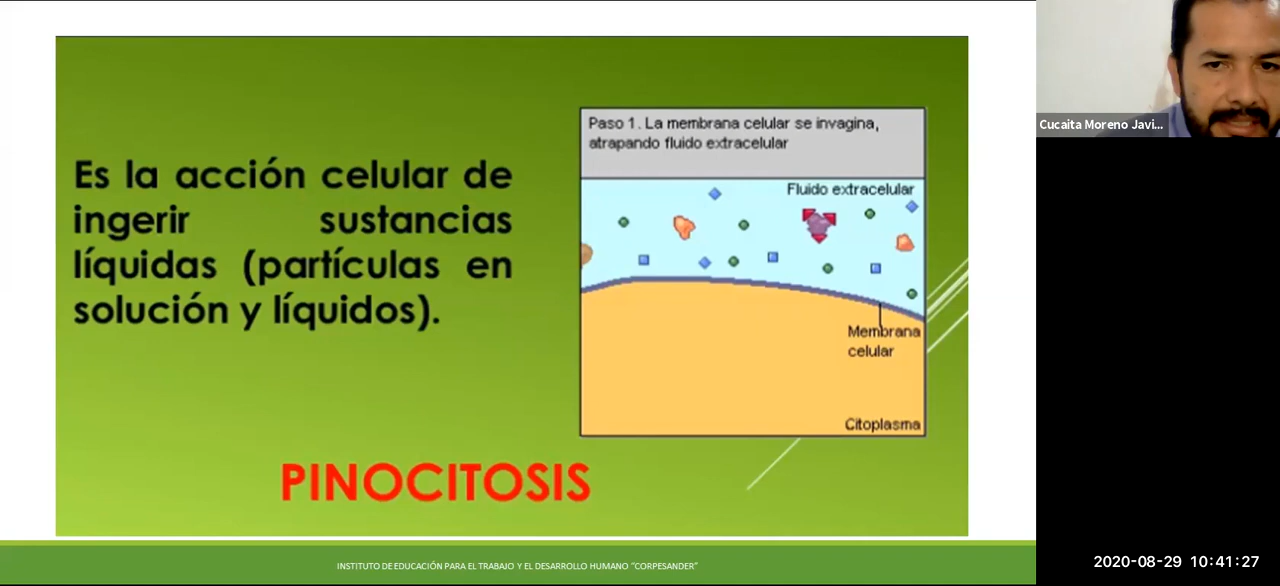 Es la acción celular de
ingerir sustancias
líquidas (partículas en
solución y líquidos).
Paso 1. La membrana celular se invagina,
atrapando fluido extracelular
Fluido extracelular
Membrana
celular
Citoplasma
PINOCITOSIS
INSTITUTO DE EDUCACIÓN PARA EL TRABAJO Y EL DESARROLLO HUMANO "CORPESANDER"
Cucaita Moreno Javi...
2020-08-29 10:41:27